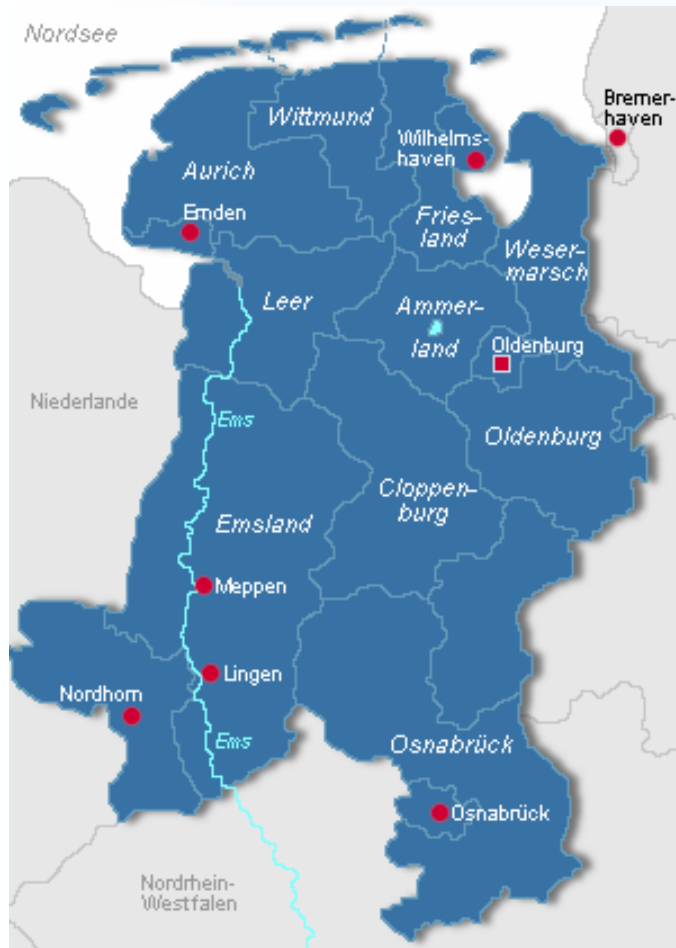 Nordsee
Bremer-
haven
Wittmund
Wilhelms-
haven
Aurich
Emden
Fries-
land
Weser-
marsch
Leer
Ammer-
land
Oldenburg
Niederlande
Ems
Oldenburg
Cloppen-
burg
Emsland
Meppen
Lingen
Nordhorn
Ems
Osnabrück
Osnabrück
Nordrhein-
Westfalen